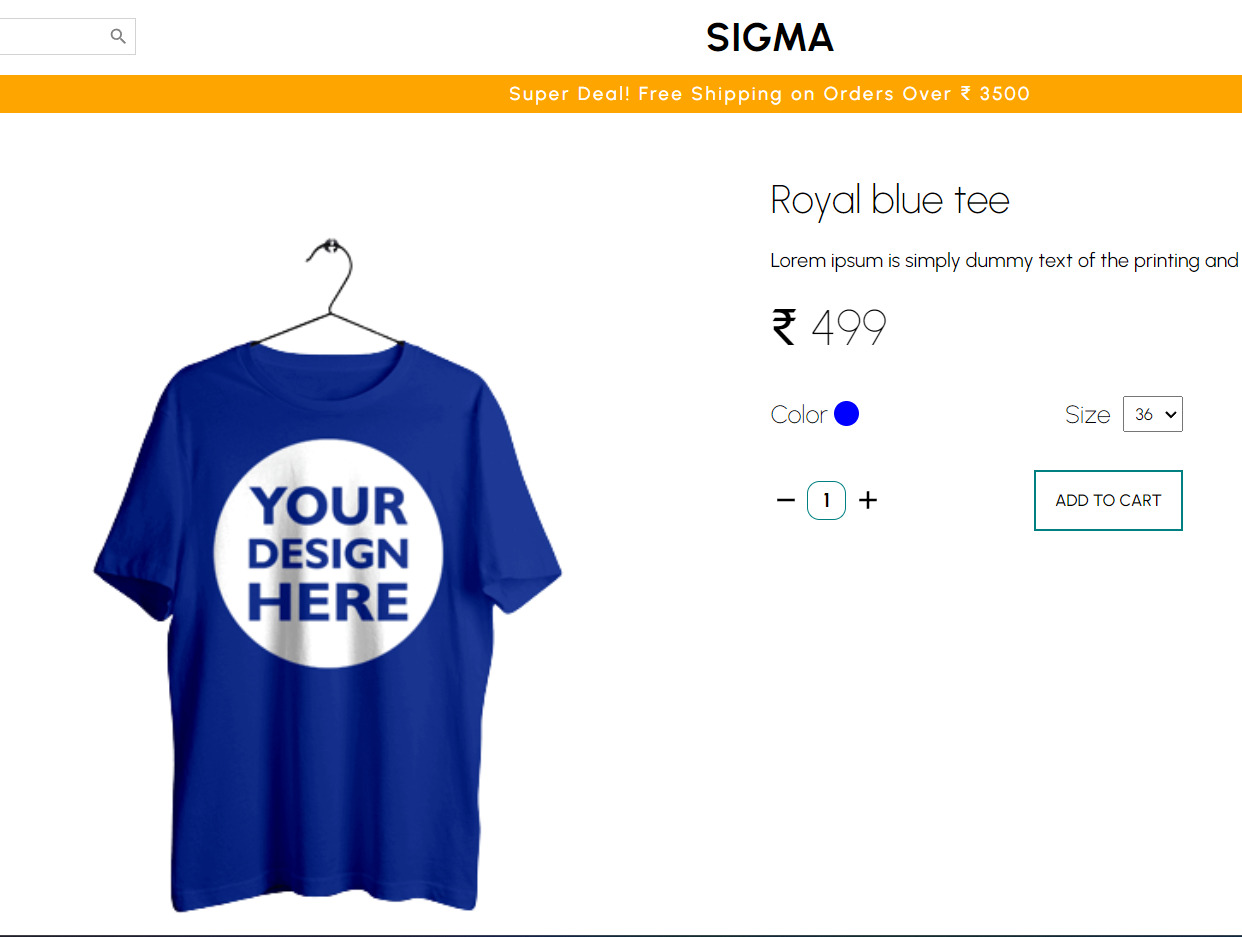 SIGMA
Super Deal! Free Shipping on Orders Over ₹ 3500
Royal blue tee
Lorem ipsum is simply dummy text of the printing and
₹ 499
Color
Size 36
1
ADD TO CART
YOUR
DESIGN
HERE